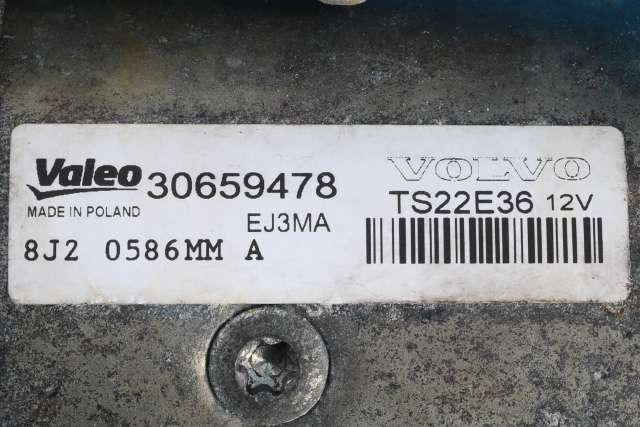 Valeo 30659478
MADE IN POLAND
EJ3MA
8J2 0586MM A
VOLVO
TS22E36 12V